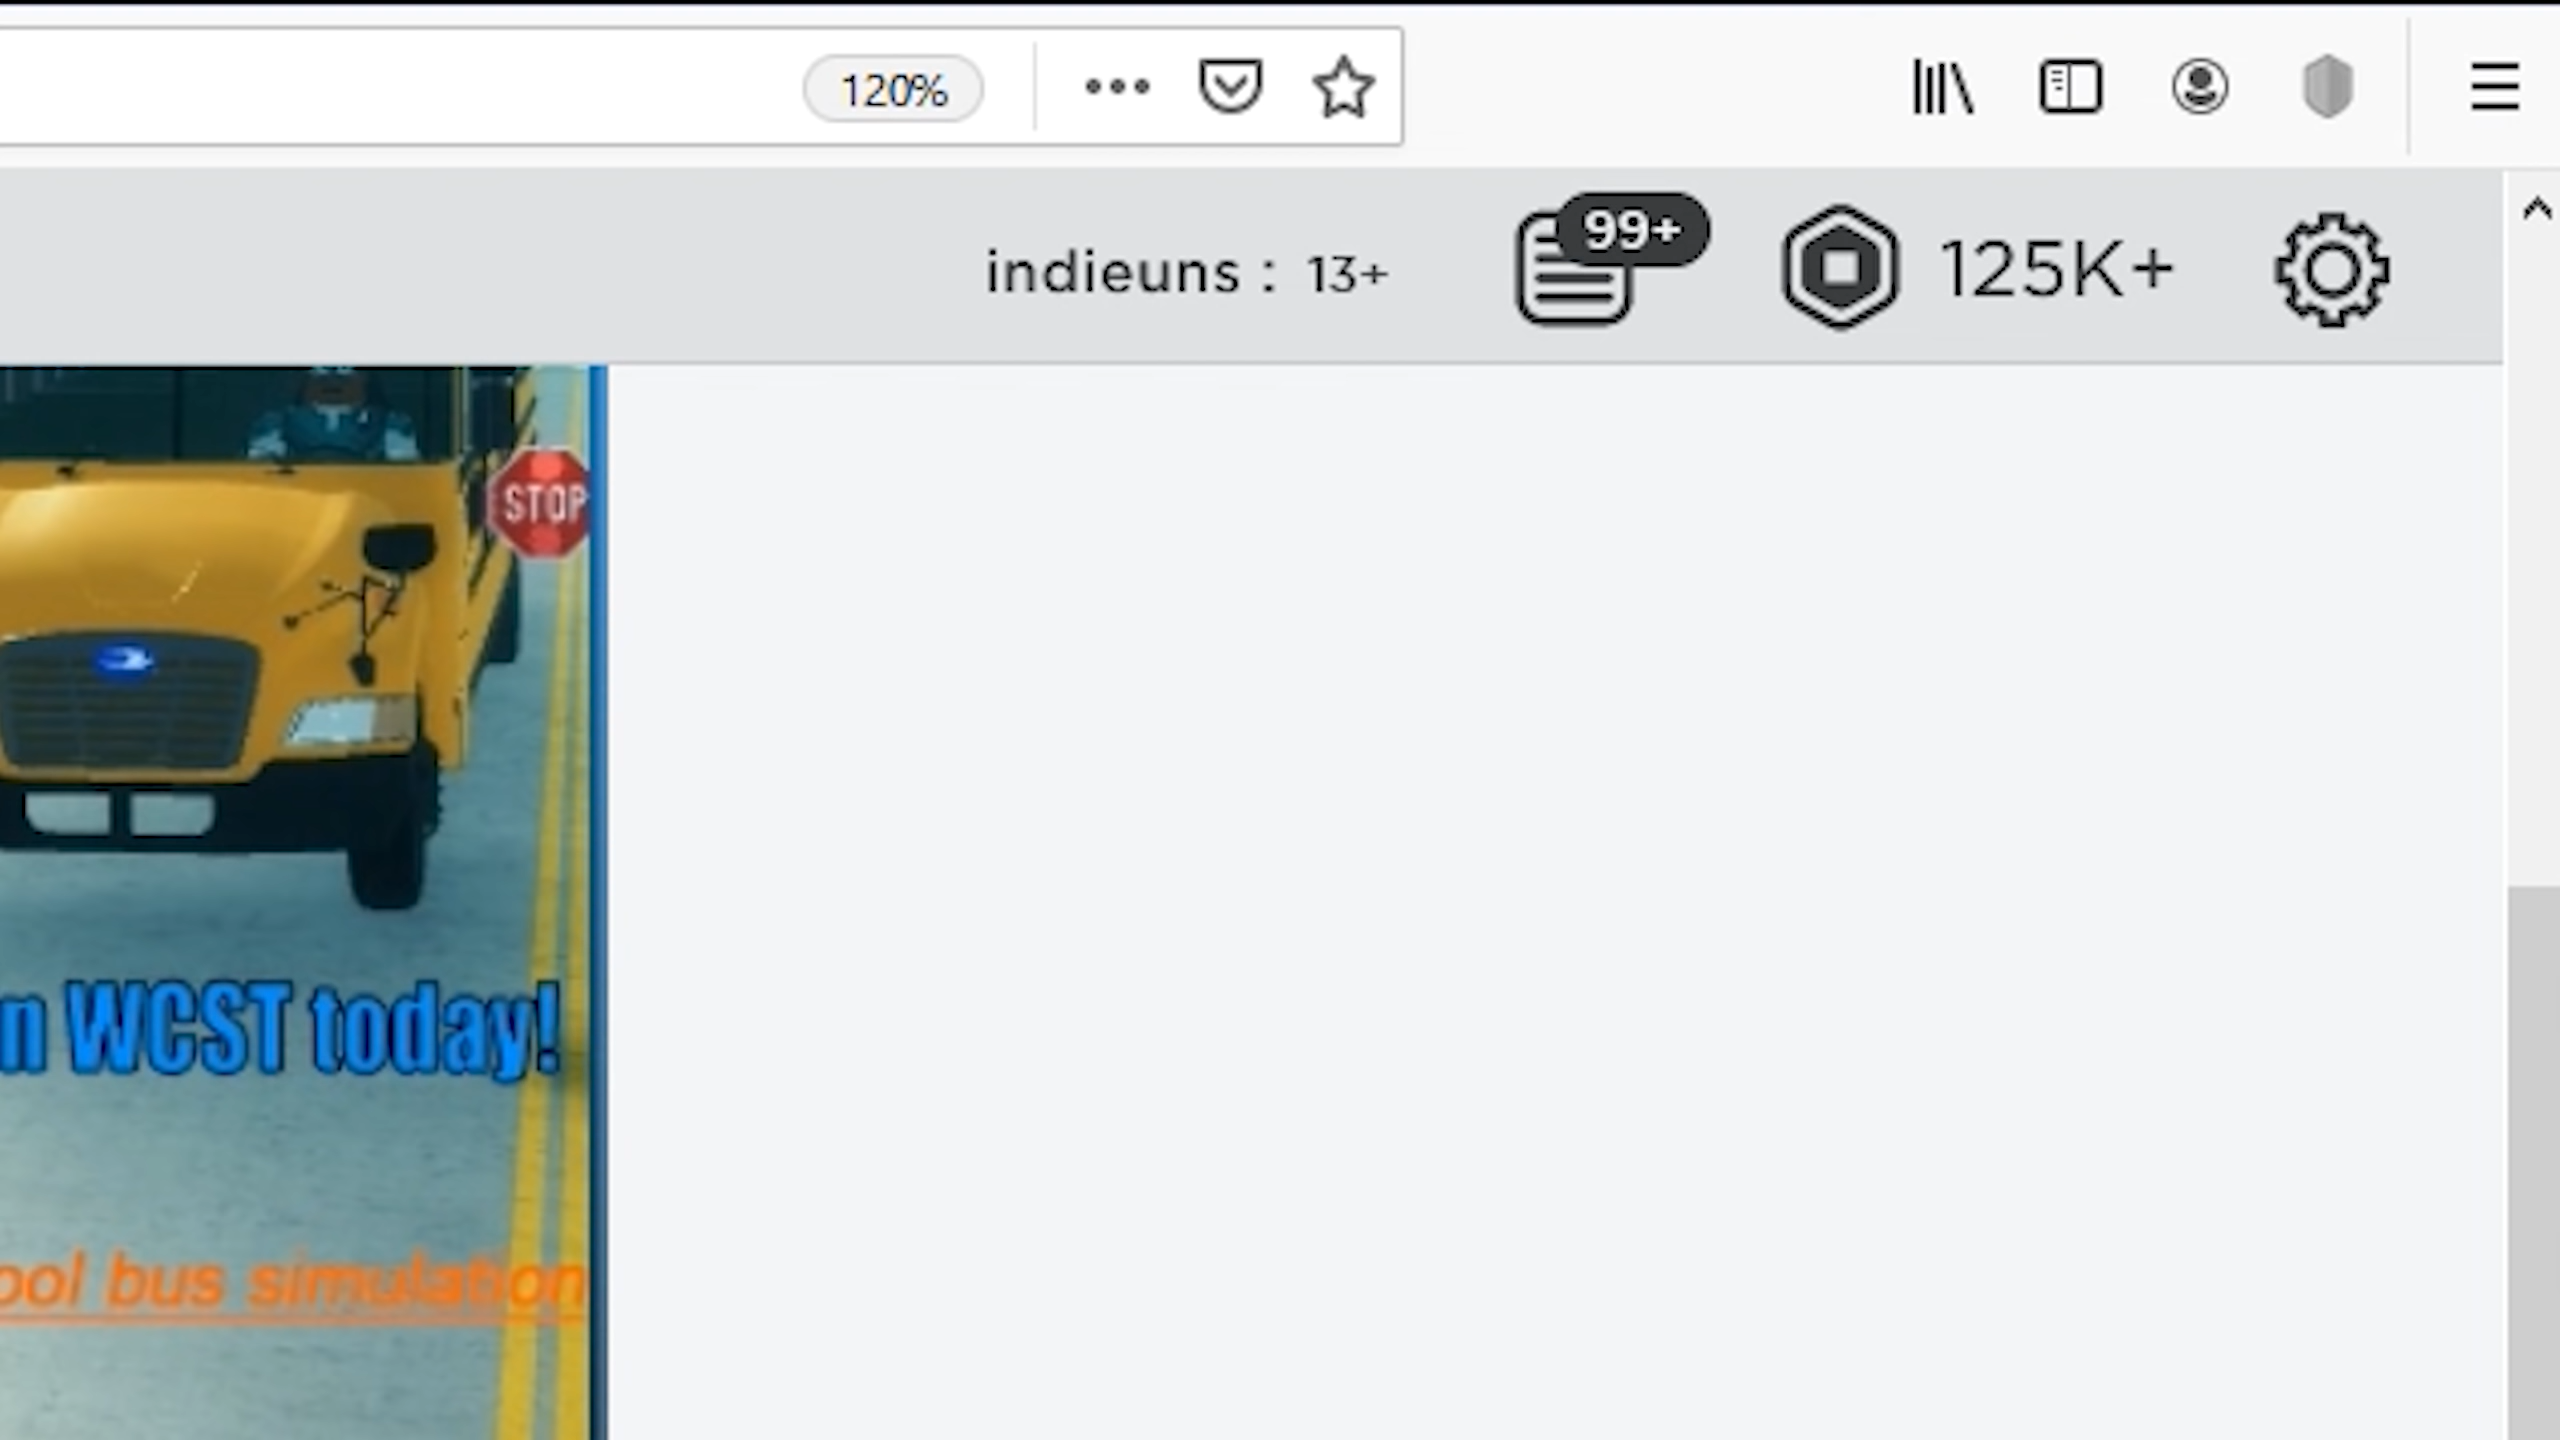 120%
indieuns : 13+
99+
125K+
STOP
n WCST today!
ool bus simulation